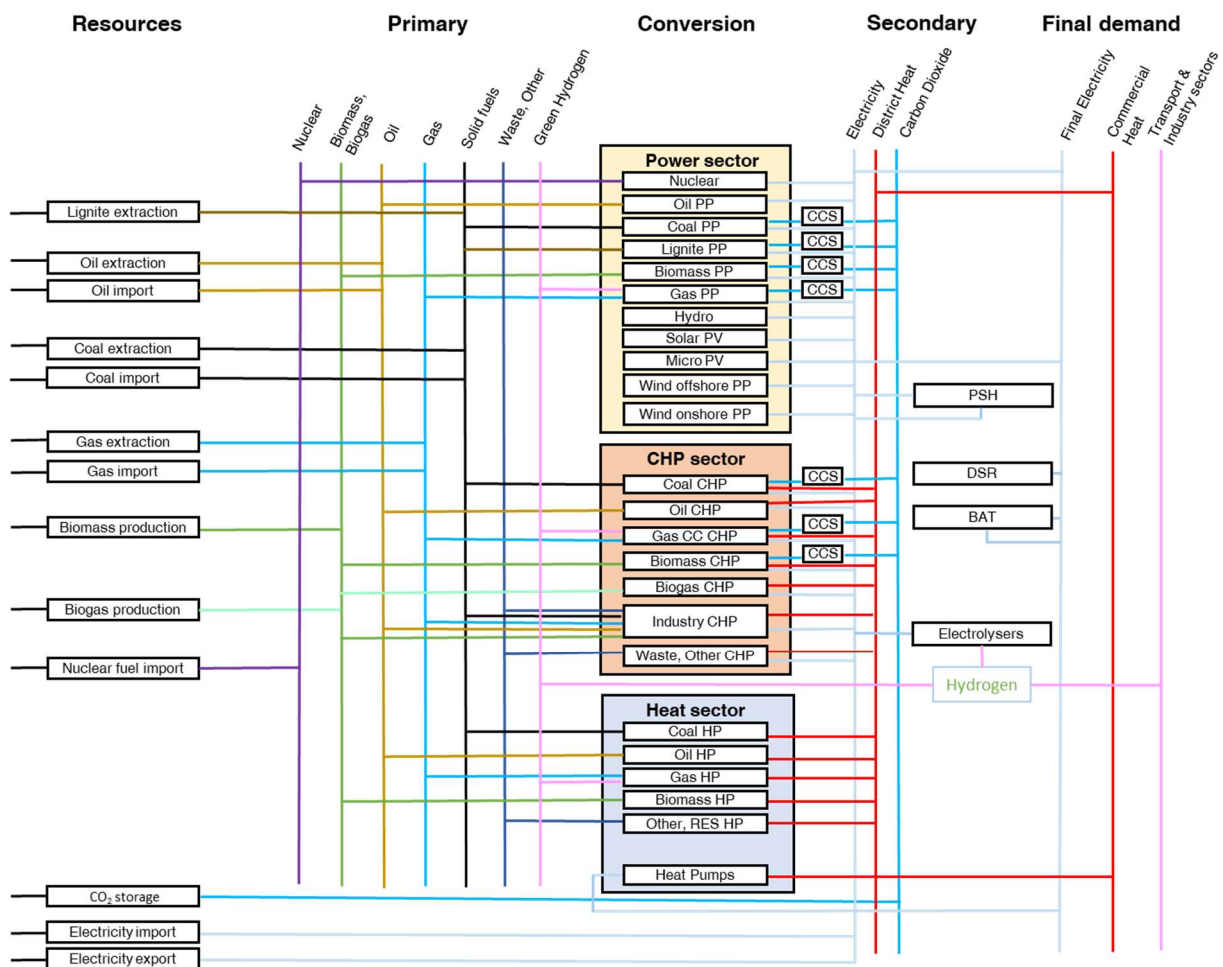 Resources
Primary
Conversion
Secondary
Final demand
Nuclear
Biomass,
Biogas
Oil
Gas
Solid fuels
Waste, Other
Green Hydrogen
Electricity
District Heat
Carbon Dioxide
Final Electricity
Commercial
Heat
Transport &
Industry sectors
Lignite extraction
Oil extraction
Oil import
Coal extraction
Coal import
Gas extraction
Gas import
Biomass production
Biogas production
Nuclear fuel import
CO₂ storage
Electricity import
Electricity export
Power sector
Nuclear
Oil PP
Coal PP
CCS
Lignite PP
CCS
Biomass PP
CCS
Gas PP
CCS
Hydro
Solar PV
Micro PV
Wind offshore PP
Wind onshore PP
CHP sector
Coal CHP
CCS
Oil CHP
Gas CC CHP
CCS
Biomass CHP
CCS
Biogas CHP
Industry CHP
Waste, Other CHP
Heat sector
Coal HP
Oil HP
Gas HP
Biomass HP
Other, RES HP
Heat Pumps
PSH
DSR
BAT
Electrolysers
Hydrogen